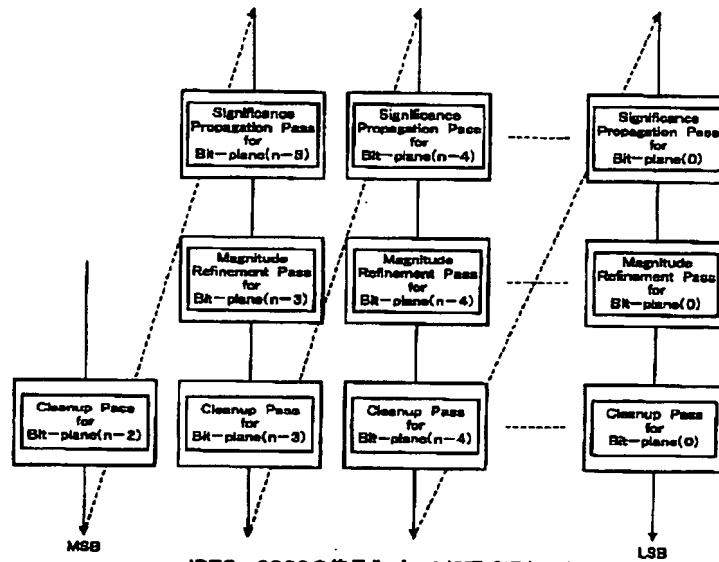 Significance
Propagation Pass
for
Bit-plane(n-3)
Significance
Propagation Pass
for
Bit-plane(n-4)
Significance
Propagation Pass
for
Bit-plane(0)
Magnitude
Refinement Pass
for
Bit-plane(n-3)
Magnitude
Refinement Pass
for
Bit-plane(n-4)
Magnitude
Refinement Pass
for
Bit-plane(0)
Cleanup Pass
for
Bit-plane(n-2)
Cleanup Pass
for
Bit-plane(n-3)
Cleanup Pass
for
Bit-plane(n-4)
Cleanup Pass
for
Bit-plane(0)
MSB
LSB